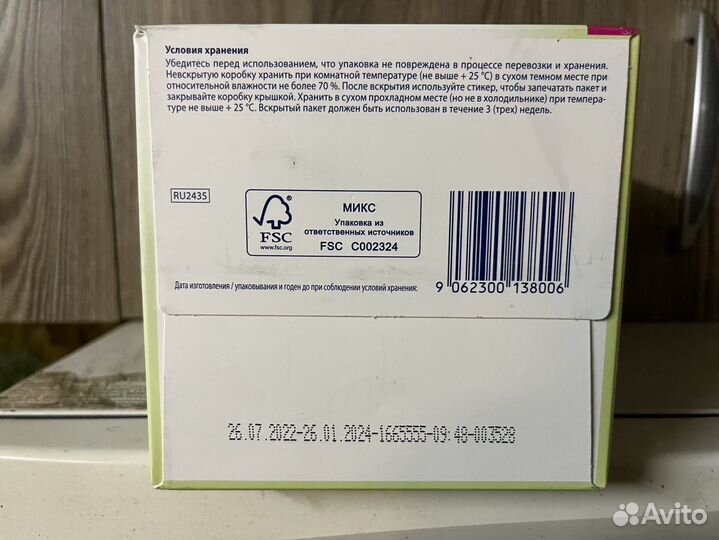 Условия хранения
Убедитесь перед использованием, что упаковка не повреждена в процессе перевозки и хранения.
Невскрытую коробку хранить при комнатной температуре (не выше + 25 °С) в сухом темном месте при
относительной влажности не более 70 %. После вскрытия используйте стикер, чтобы запечатать пакет и
закрывайте коробку крышкой. Хранить в сухом прохладном месте (но не в холодильнике) при темпера-
туре не выше + 25 °С. Вскрытый пакет должен быть использован в течение 3 (трех) недель.
RU2435
FSC
www.fsc.org
МИКС
Упаковка из
ответственных источников
FSC C002324
Дата изготовления / упаковывания и годен до при соблюдении условий хранения:
9 062300 138006
26.07.2022-26.01.2024-1665555-09:48-003528
Avito